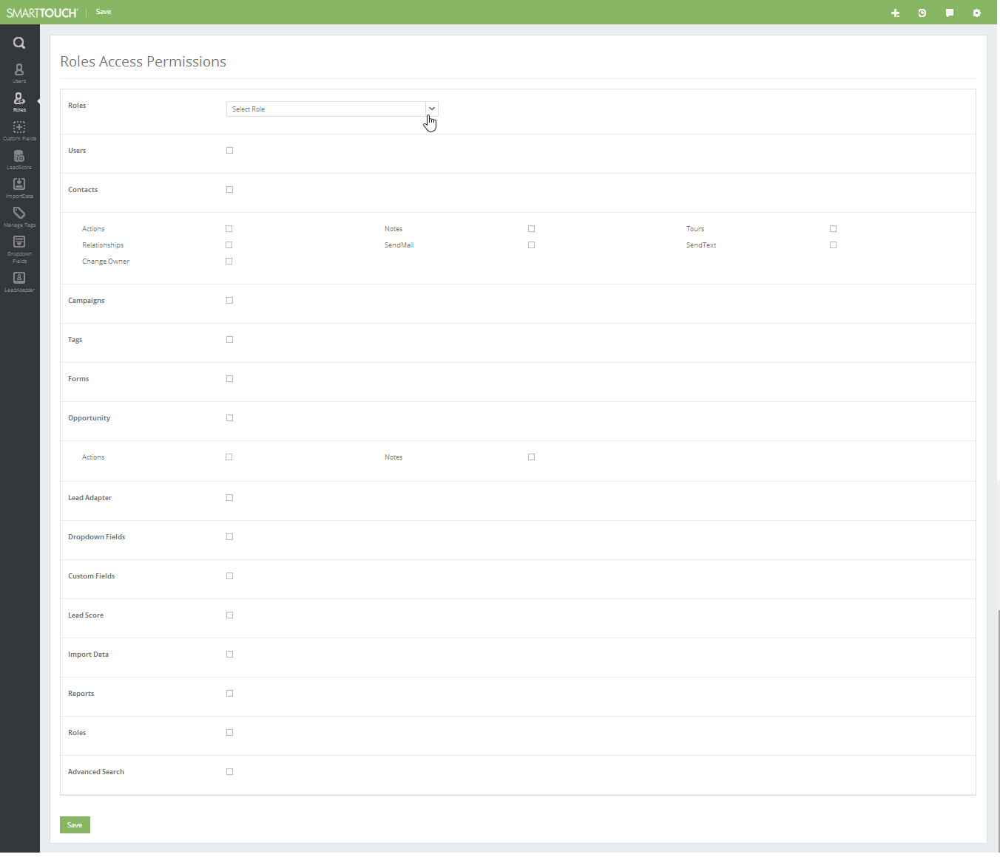 SMARTTOUCH Save
Users
Roles
Custom Fields
LeadScore
ImportData
Manage Tags
Dropdown
Fields
LeadAdapter
Roles Access Permissions
Roles Select Role
Users
Contacts
Actions Notes Tours
Relationships SendMail SendText
Change Owner
Campaigns
Tags
Forms
Opportunity
Actions Notes
Lead Adapter
Dropdown Fields
Custom Fields
Lead Score
Import Data
Reports
Roles
Advanced Search
Save